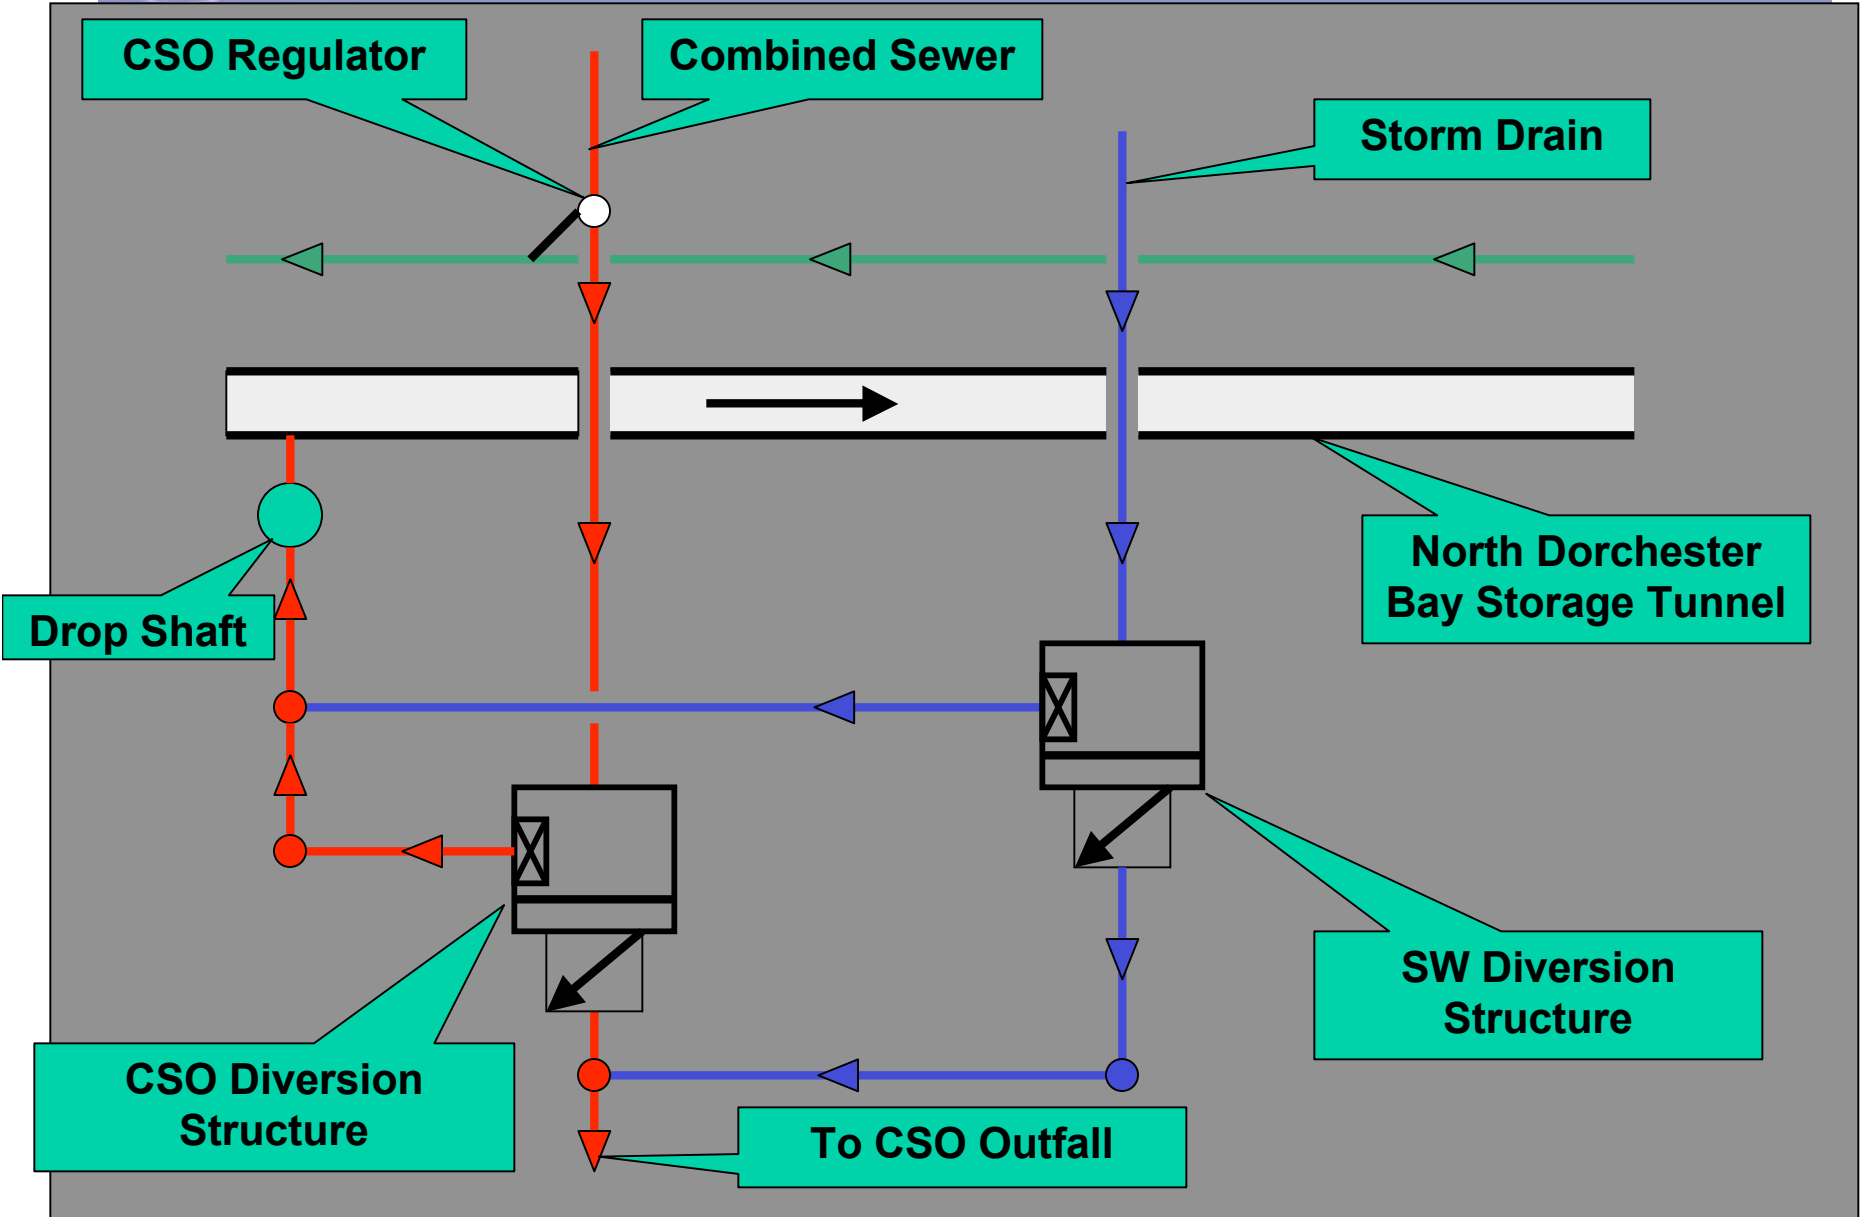 CSO Regulator
Combined Sewer
Storm Drain
North Dorchester
Bay Storage Tunnel
Drop Shaft
SW Diversion
Structure
CSO Diversion
Structure
To CSO Outfall